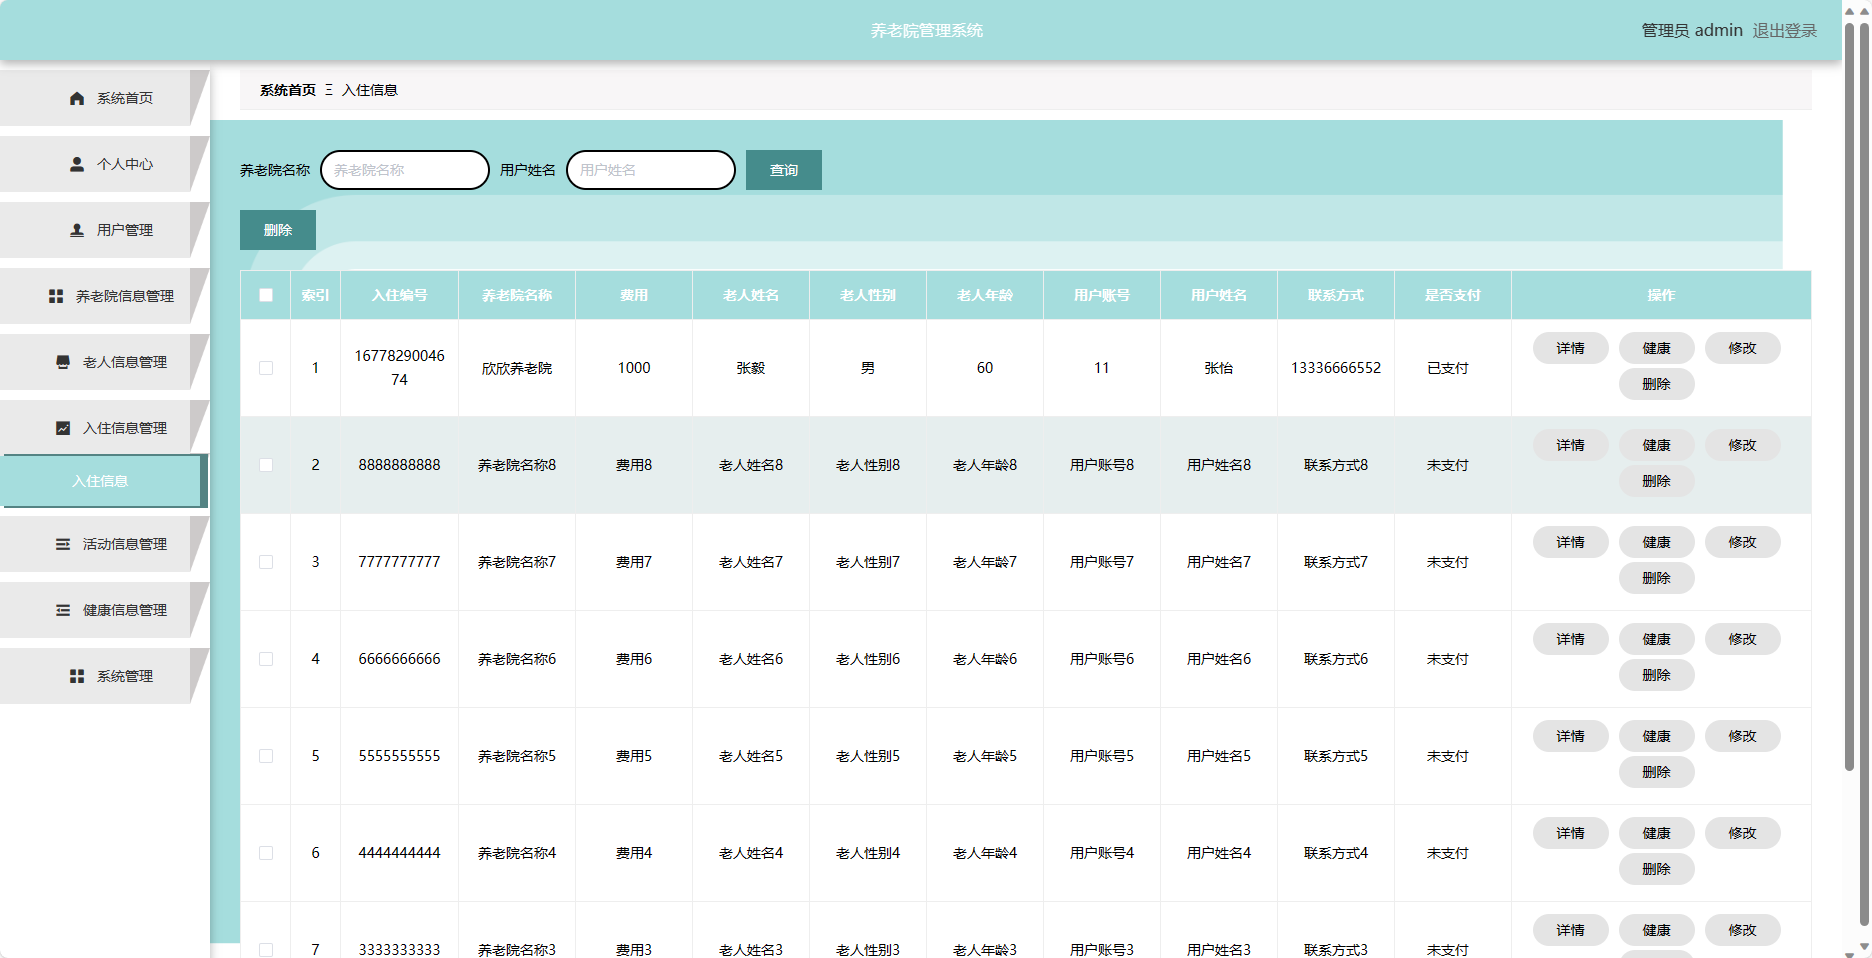 养老院管理系统
管理员 admin 退出登录
系统首页
个人中心
用户管理
养老院信息管理
老人信息管理
入住信息管理
入住信息
活动信息管理
健康信息管理
系统管理
系统首页 Ξ 入住信息
养老院名称 养老院名称 用户姓名 用户姓名 查询
删除
索引 入住编号 养老院名称 费用 老人姓名 老人性别 老人年龄 用户账号 用户姓名 联系方式 是否支付 操作
1 16778290046 欣欣养老院 1000 张毅 男 60 11 张怡 13336666552 已支付 详情 健康 修改
74 删除
2 8888888888 养老院名称8 费用8 老人姓名8 老人性别8 老人年龄8 用户账号8 用户姓名8 联系方式8 未支付 详情 健康 修改
删除
3 7777777777 养老院名称7 费用7 老人姓名7 老人性别7 老人年龄7 用户账号7 用户姓名7 联系方式7 未支付 详情 健康 修改
删除
4 6666666666 养老院名称6 费用6 老人姓名6 老人性别6 老人年龄6 用户账号6 用户姓名6 联系方式6 未支付 详情 健康 修改
删除
5 5555555555 养老院名称5 费用5 老人姓名5 老人性别5 老人年龄5 用户账号5 用户姓名5 联系方式5 未支付 详情 健康 修改
删除
6 4444444444 养老院名称4 费用4 老人姓名4 老人性别4 老人年龄4 用户账号4 用户姓名4 联系方式4 未支付 详情 健康 修改
删除
7 3333333333 养老院名称3 费用3 老人姓名3 老人性别3 老人年龄3 用户账号3 用户姓名3 联系方式3 未支付 详情 健康 修改